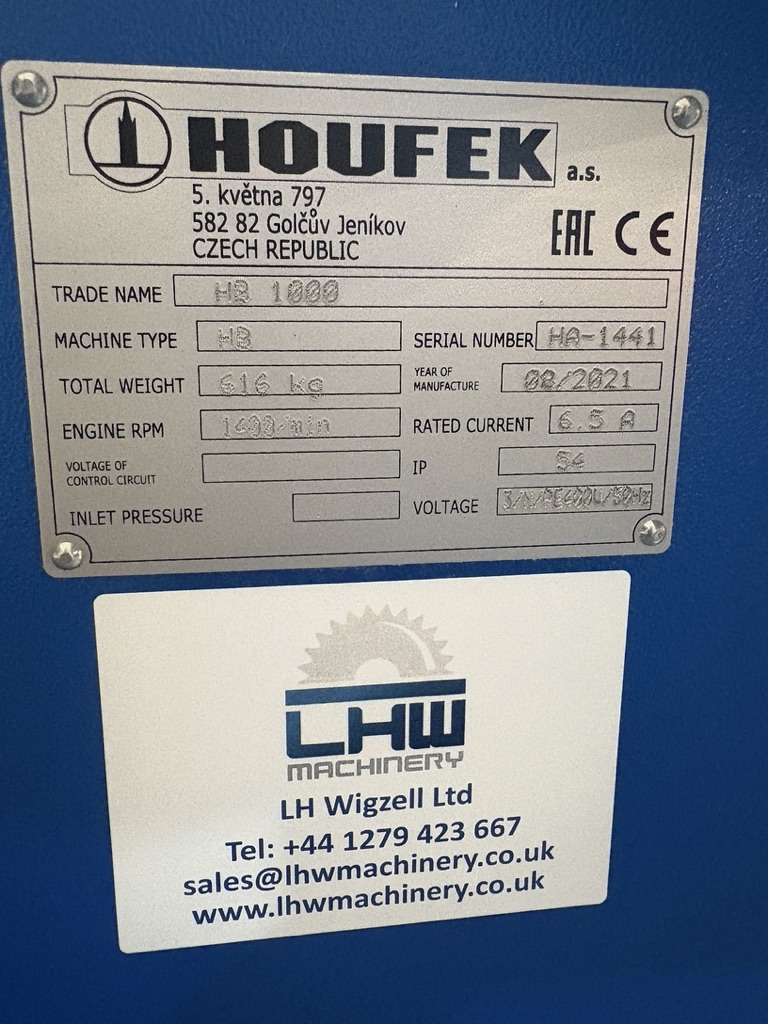 HOUFEK a.s.
5. května 797
582 82 Golčův Jeníkov
CZECH REPUBLIC
EAC CE
TRADE NAME HB 1000
MACHINE TYPE HB SERIAL NUMBER HA-1441
TOTAL WEIGHT 616 kg YEAR OF MANUFACTURE 08/2021
ENGINE RPM 1400/min RATED CURRENT 6.5 A
VOLTAGE OF CONTROL CIRCUIT IP 54
INLET PRESSURE VOLTAGE 3/N/PE400V/50Hz
LHW
MACHINERY
LH Wigzell Ltd
Tel: +44 1279 423 667
sales@lhwmachinery.co.uk
www.lhwmachinery.co.uk